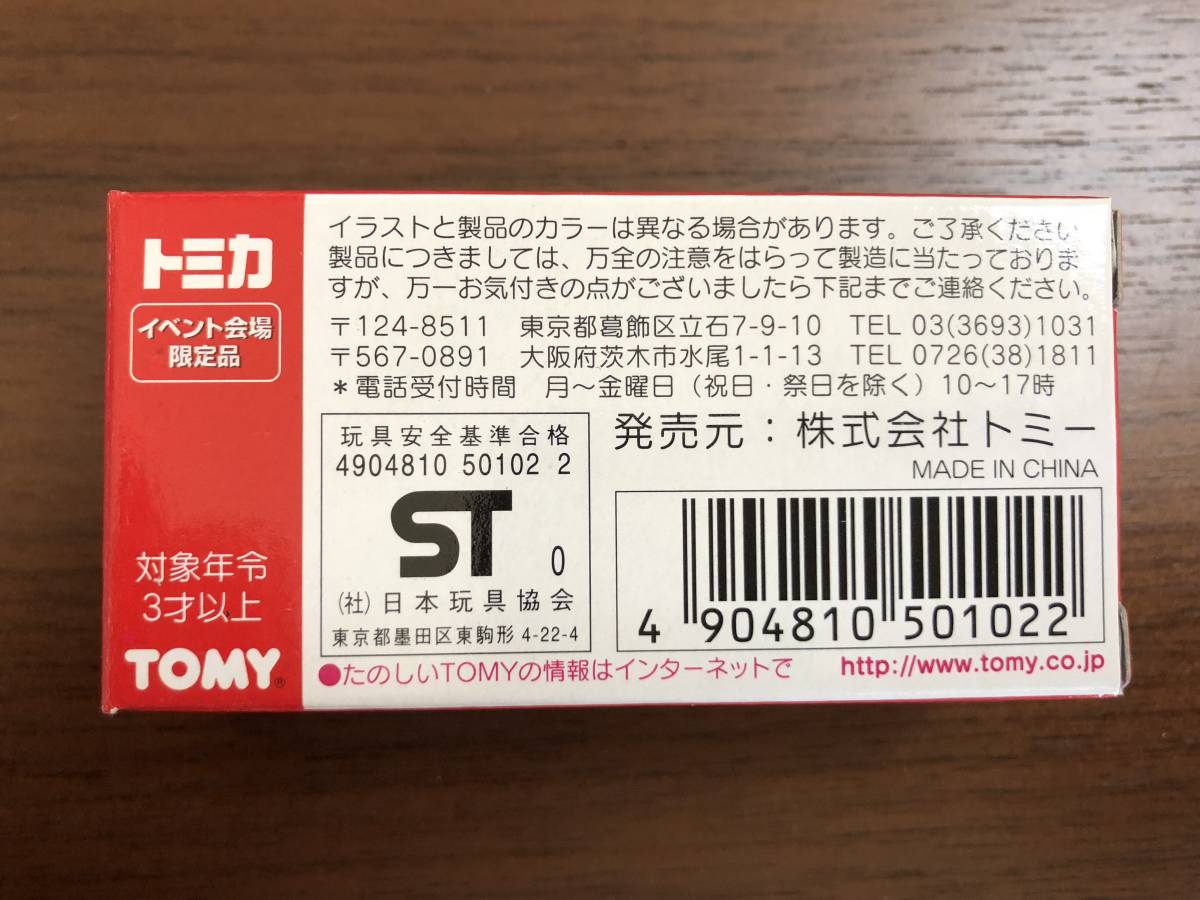 トミカ
イベント会場
限定品
対象年令
3才以上
TOMY®
イラストと製品のカラーは異なる場合があります。ご了承ください
製品につきましては、万全の注意をはらって製造に当たっておりま
すが、万一お気付きの点がございましたら下記までご連絡ください。
〒124-8511 東京都葛飾区立石7-9-10 TEL 03(3693)1031
〒567-0891 大阪府茨木市水尾1-1-13 TEL 0726(38)1811
*電話受付時間 月～金曜日（祝日・祭日を除く）10～17時
玩具安全基準合格
4904810 50102 2
ST 0
（社）日本玩具協会
東京都墨田区東駒形 4-22-4
発売元：株式会社トミー
MADE IN CHINA
4 904810 501022
●たのしいTOMYの情報はインターネットで http://www.tomy.co.jp